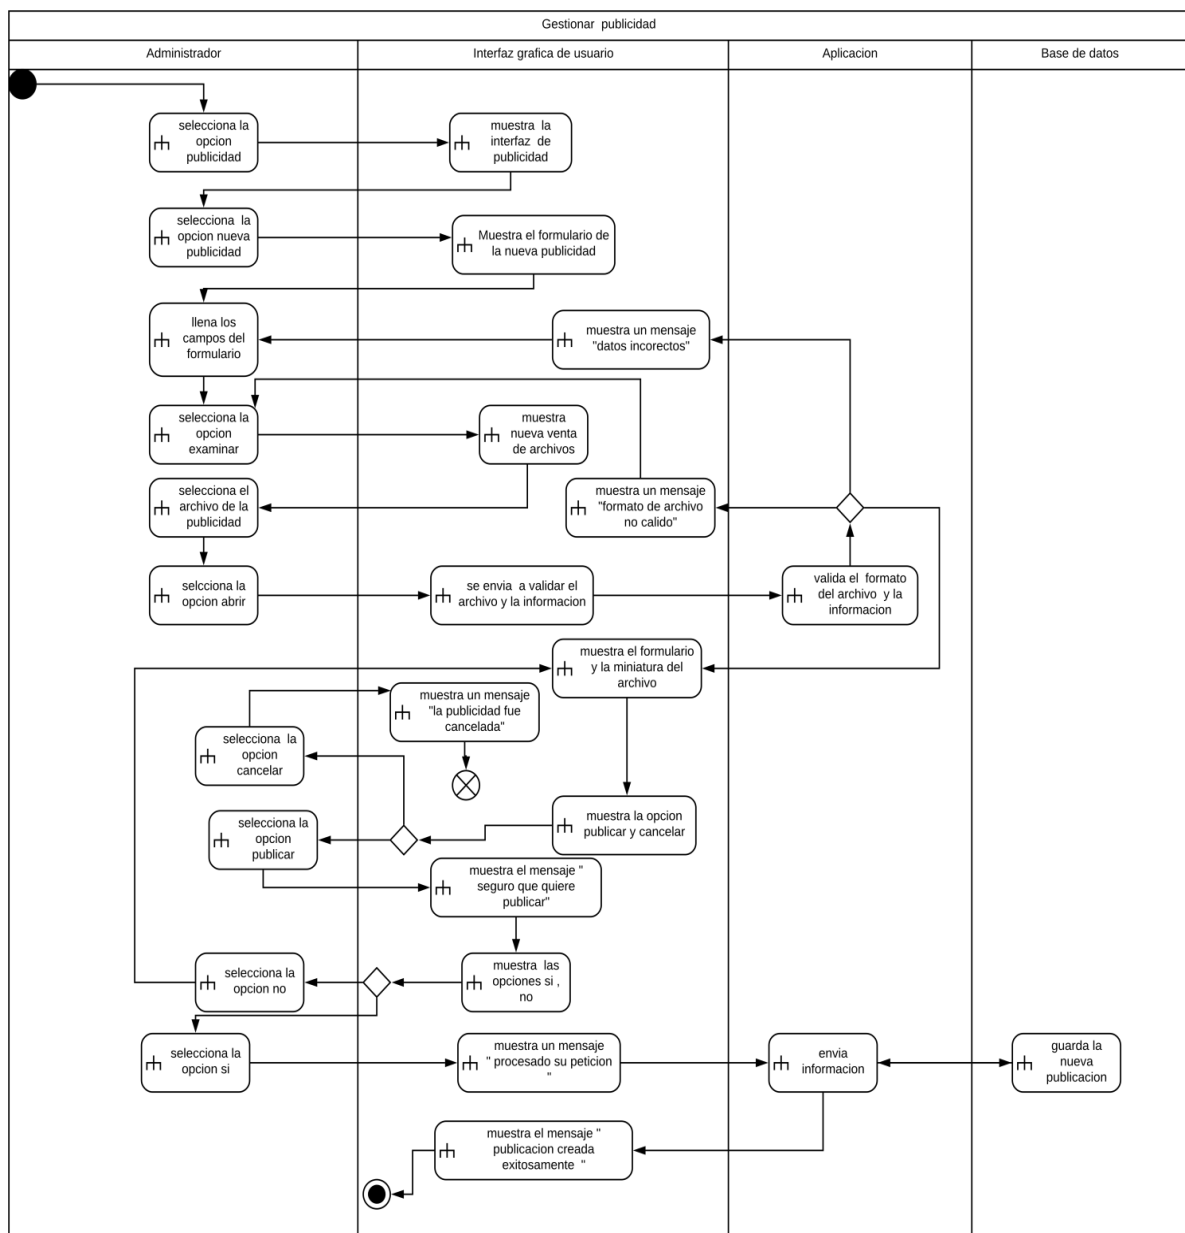 Gestionar publicidad
Administrador
Interfaz grafica de usuario
Aplicacion
Base de datos
selecciona la
opcion
publicidad
muestra la
interfaz de
publicidad
selecciona la
opcion nueva
publicidad
Muestra el formulario de
la nueva publicidad
llena los
campos del
formulario
muestra un mensaje
"datos incorectos"
selecciona la
opcion
examinar
muestra
nueva venta
de archivos
selecciona el
archivo de la
publicidad
muestra un mensaje
"formato de archivo
no calido"
selcciona la
opcion abrir
se envia a validar el
archivo y la informacion
valida el formato
del archivo y la
informacion
muestra el formulario
y la miniatura del
archivo
muestra un mensaje
"la publicidad fue
cancelada"
selecciona la
opcion
cancelar
muestra la opcion
publicar y cancelar
selecciona la
opcion
publicar
muestra el mensaje "
seguro que quiere
publicar"
selecciona la
opcion no
muestra las
opciones si ,
no
selecciona la
opcion si
muestra un mensaje
" procesado su peticion
"
envia
informacion
guarda la
nueva
publicacion
muestra el mensaje "
publicacion creada
exitosamente "